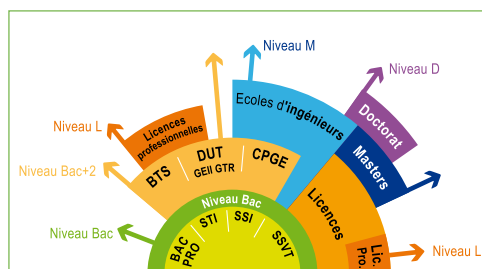 Niveau M
Niveau D
Ecoles d'ingénieurs
Doctorat
Niveau L
Licences
professionnelles
Masters
DUT
GEII GTR
CPGE
BTS
Niveau Bac+2
Licences
Niveau Bac
Niveau Bac
STI
SSI
BAC
PRO
SSVT
Lic.
Pro.
Niveau L